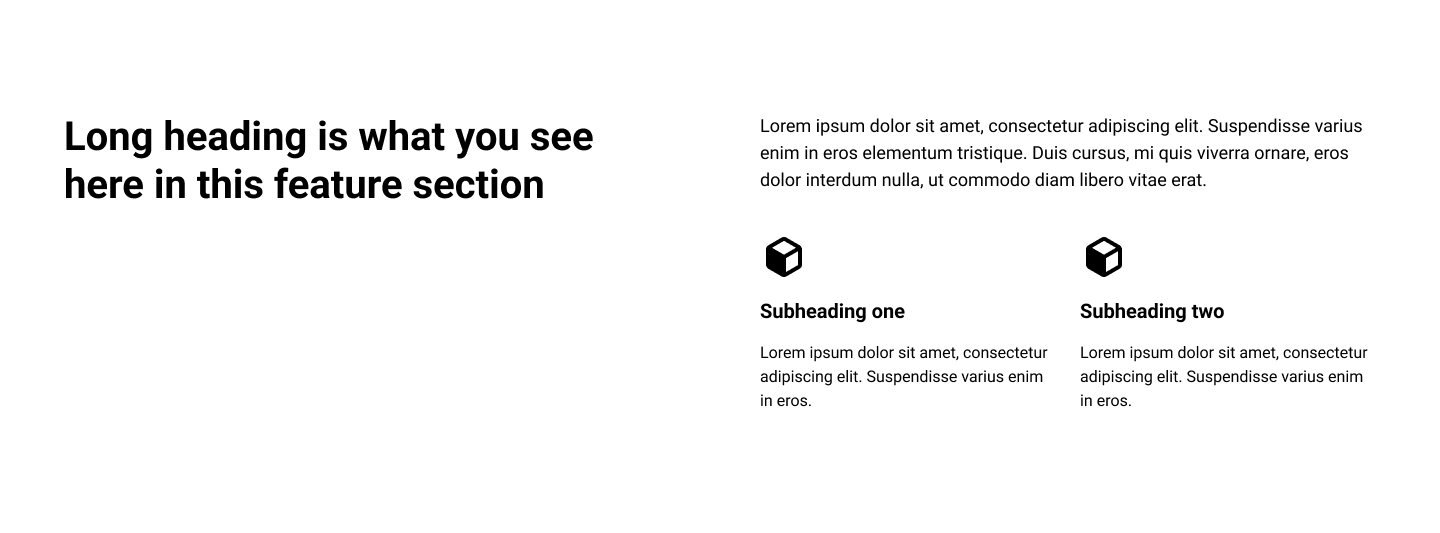 Long heading is what you see
here in this feature section
Lorem ipsum dolor sit amet, consectetur adipiscing elit. Suspendisse varius
enim in eros elementum tristique. Duis cursus, mi quis viverra ornare, eros
dolor interdum nulla, ut commodo diam libero vitae erat.
Subheading one
Lorem ipsum dolor sit amet, consectetur
adipiscing elit. Suspendisse varius enim
in eros.
Subheading two
Lorem ipsum dolor sit amet, consectetur
adipiscing elit. Suspendisse varius enim
in eros.